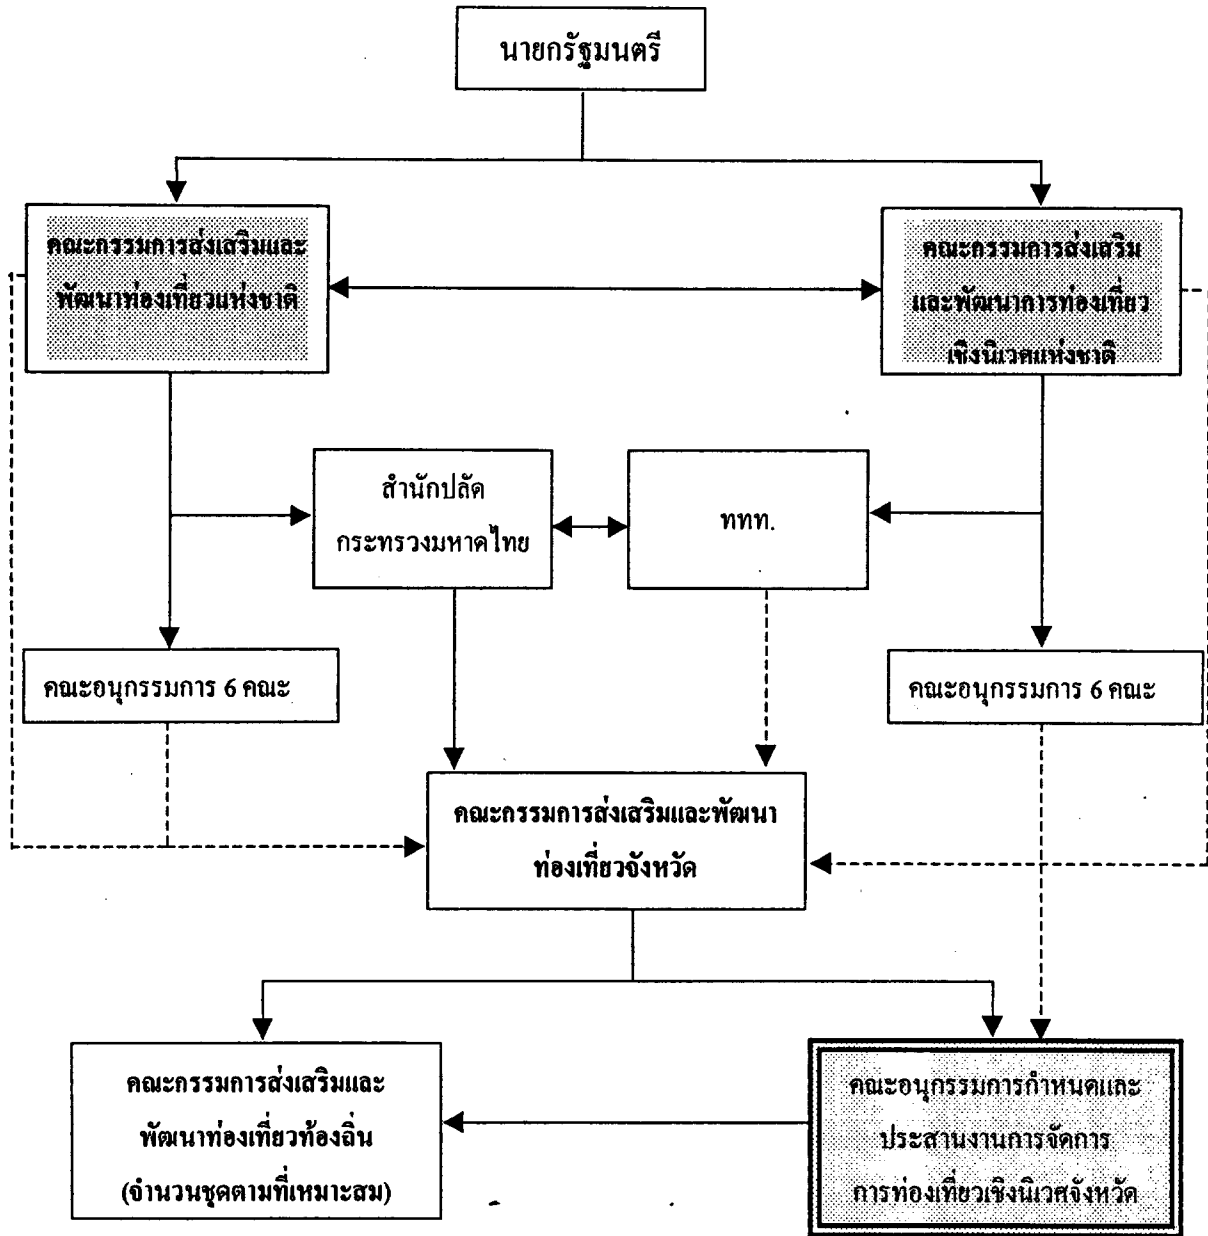 นายกรัฐมนตรี
คณะกรรมการส่งเสริมและ
พัฒนาท่องเที่ยวแห่งชาติ
คณะกรรมการส่งเสริม
และพัฒนาการท่องเที่ยว
เชิงนิเวศแห่งชาติ
สำนักปลัด
กระทรวงมหาดไทย
ททท.
คณะอนุกรรมการ 6 คณะ
คณะอนุกรรมการ 6 คณะ
คณะกรรมการส่งเสริมและพัฒนา
ท่องเที่ยวจังหวัด
คณะกรรมการส่งเสริมและ
พัฒนาท่องเที่ยวท้องถิ่น
(จำนวนชุดตามที่เหมาะสม)
คณะอนุกรรมการกำหนดและ
ประสานงานการจัดการ
การท่องเที่ยวเชิงนิเวศจังหวัด